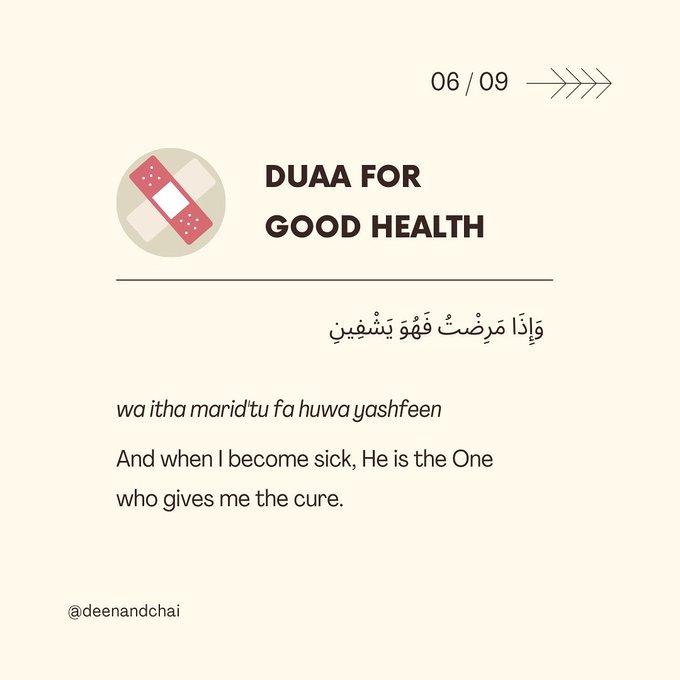 06 / 09
DUAA FOR
GOOD HEALTH
وَإِذَا مَرِضْتُ فَهُوَ يَشْفِينِ
wa itha marid'tu fa huwa yashfeen
And when I become sick, He is the One
who gives me the cure.
@deenandchai